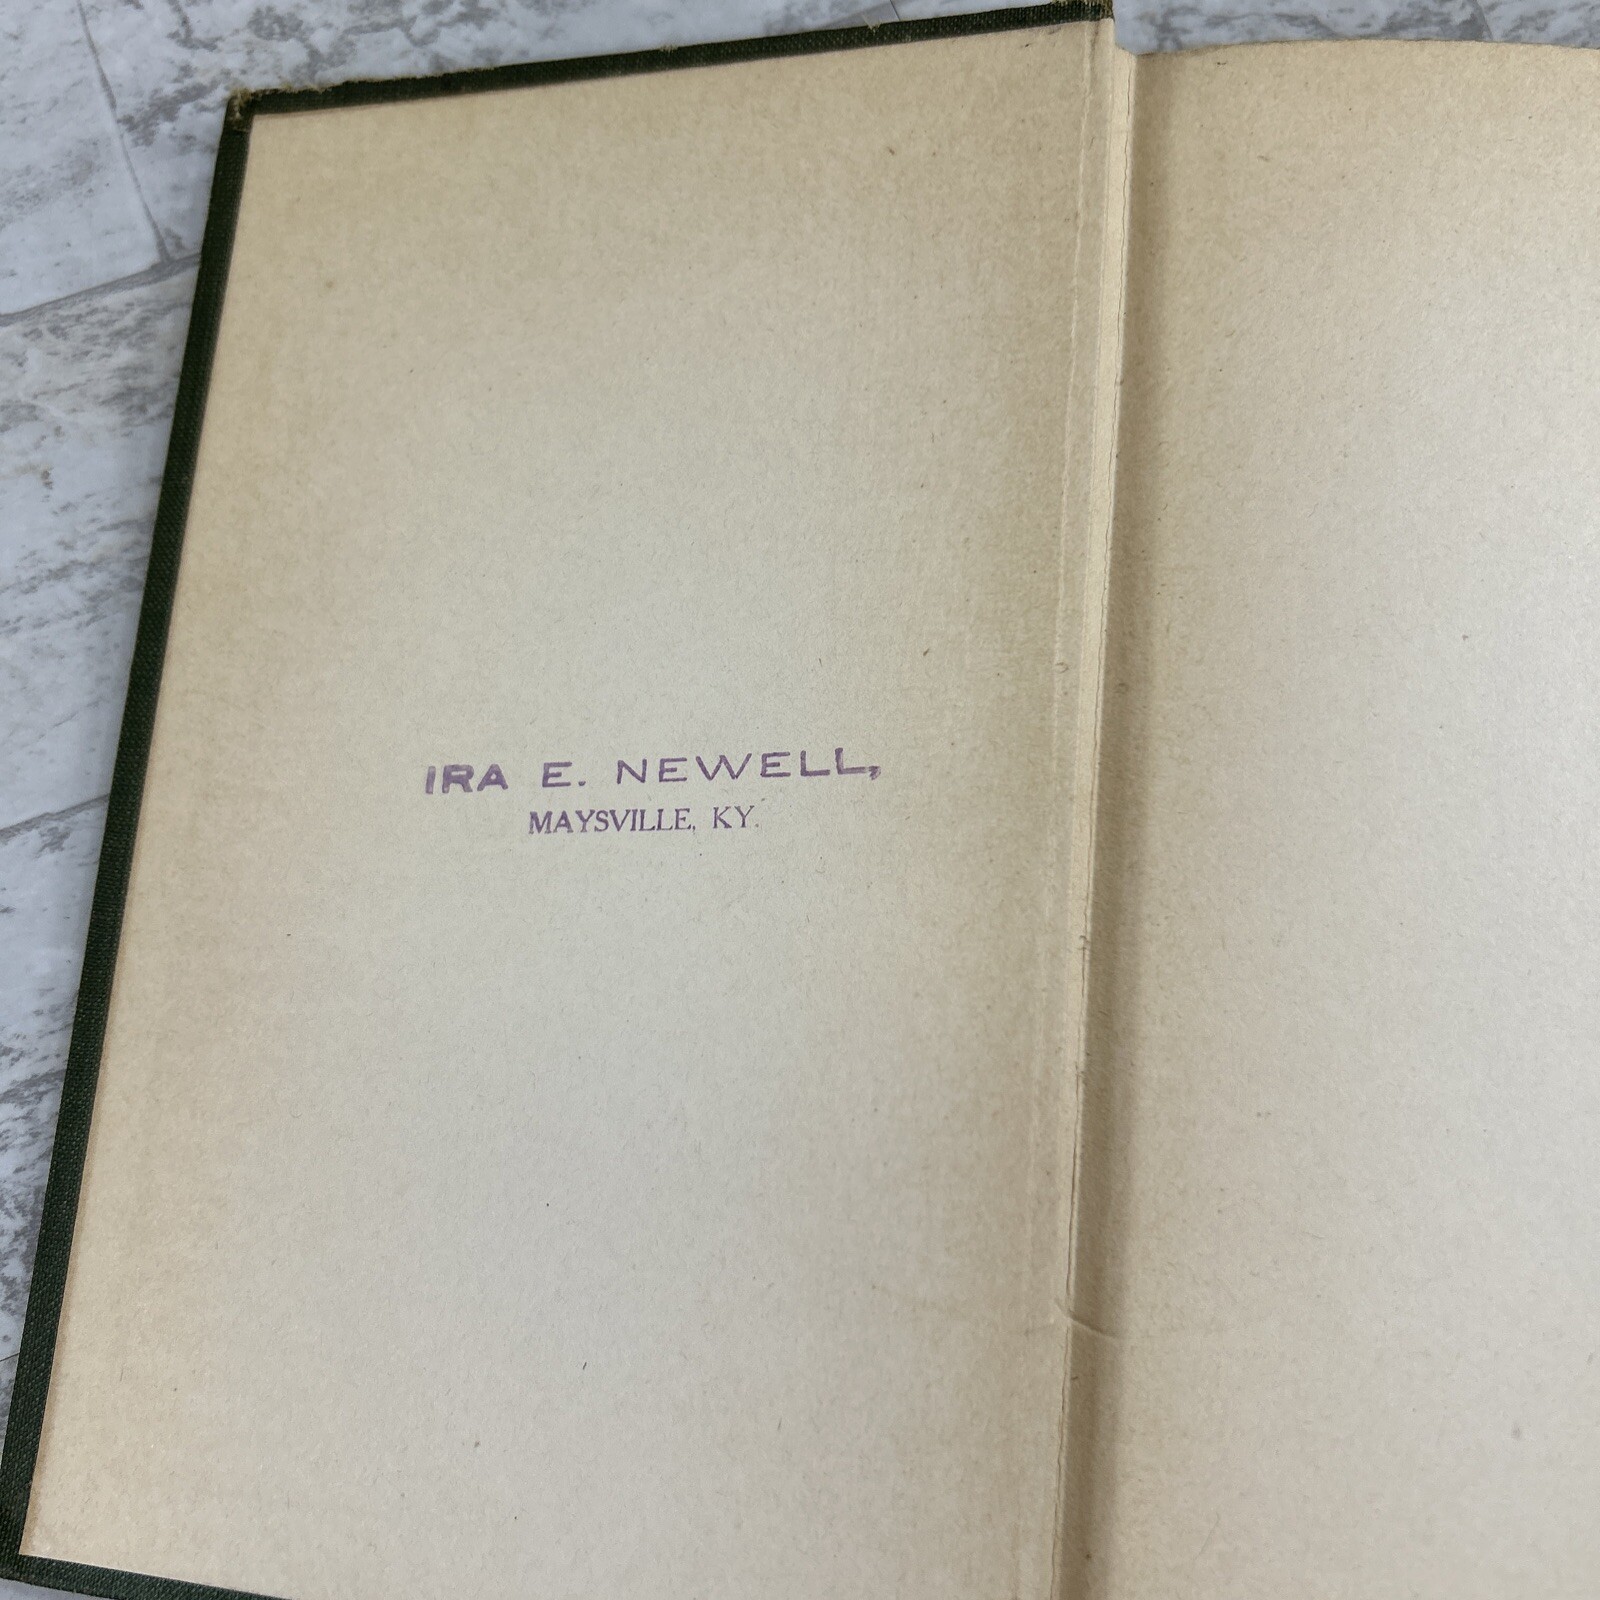 IRA E. NEWELL,
MAYSVILLE, KY.